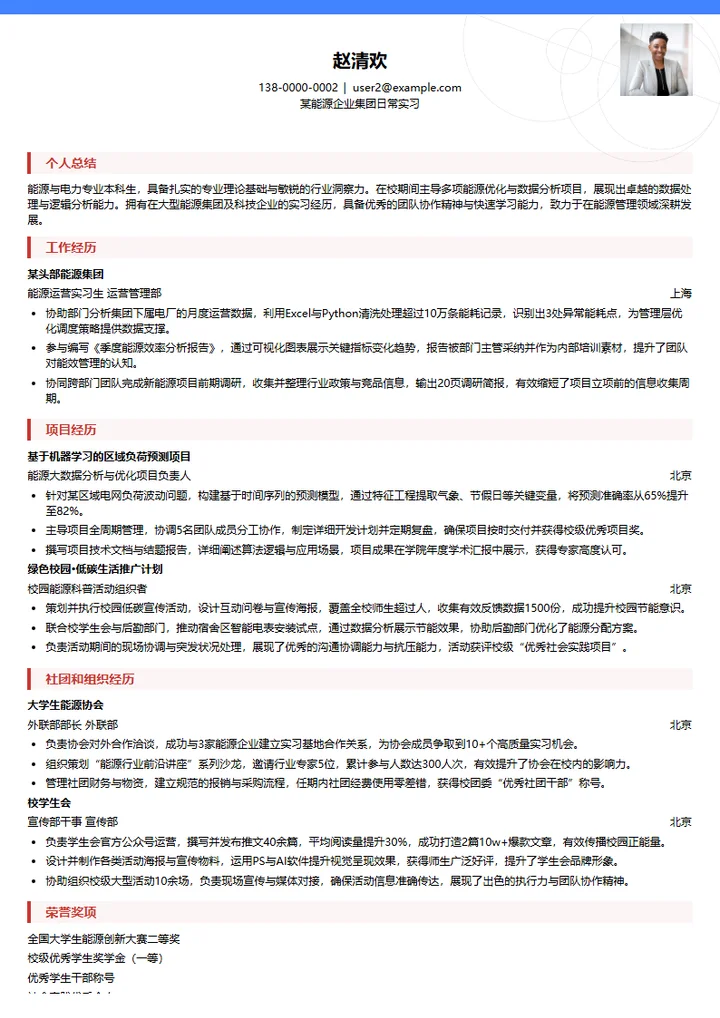 赵清欢
138-0000-0002 | user2@example.com
某能源企业集团日常实习
个人总结
能源与电力专业本科生，具备扎实的专业理论基础与敏锐的行业洞察力。在校期间主导多项能源优化与数据分析项目，展现出卓越的数据处
理与逻辑分析能力。拥有在大型能源集团及科技企业的实习经历，具备优秀的团队协作精神与快速学习能力，致力于在能源管理领域深耕发
展。
工作经历
某头部能源集团
能源运营实习生 运营管理部 上海
• 协助部门分析集团下属电厂的月度运营数据，利用Excel与Python清洗处理超过10万条能耗记录，识别出3处异常能耗点，为管理层优
化调度策略提供数据支撑。
• 参与编写《季度能源效率分析报告》，通过可视化图表展示关键指标变化趋势，报告被部门主管采纳并作为内部培训素材，提升了团队
对能效管理的认知。
• 协同跨部门团队完成新能源项目前期调研，收集并整理行业政策与竞品信息，输出20页调研简报，有效缩短了项目立项前的信息收集周
期。
项目经历
基于机器学习的区域负荷预测项目
能源大数据分析与优化项目负责人 北京
• 针对某区域电网负荷波动问题，构建基于时间序列的预测模型，通过特征工程提取气象、节假日等关键变量，将预测准确率从65%提升
至82%。
• 主导项目全周期管理，协调5名团队成员分工协作，制定详细开发计划并定期复盘，确保项目按时交付并获得校级优秀项目奖。
• 撰写项目技术文档与结题报告，详细阐述算法逻辑与应用场景，项目成果在学院年度学术汇报中展示，获得专家高度认可。
绿色校园•低碳生活推广计划
校园能源科普活动组织者 北京
• 策划并执行校园低碳宣传活动，设计互动问卷与宣传海报，覆盖全校师生超过人，收集有效反馈数据1500份，成功提升校园节能意识。
• 联合校学生会与后勤部门，推动宿舍区智能电表安装试点，通过数据分析展示节能效果，协助后勤部门优化了能源分配方案。
• 负责活动期间的现场协调与突发状况处理，展现了优秀的沟通协调能力与抗压能力，活动获评校级“优秀社会实践项目”。
社团和组织经历
大学生能源协会
外联部部长 外联部 北京
• 负责协会对外合作洽谈，成功与3家能源企业建立实习基地合作关系，为协会成员争取到10+个高质量实习机会。
• 组织策划“能源行业前沿讲座”系列沙龙，邀请行业专家5位，累计参与人数达300人次，有效提升了协会在校内的影响力。
• 管理社团财务与物资，建立规范的报销与采购流程，任期内社团经费使用零差错，获得校团委“优秀社团干部”称号。
校学生会
宣传部干事 宣传部 北京
• 负责学生会官方公众号运营，撰写并发布推文40余篇，平均阅读量提升30%，成功打造2篇10w+爆款文章，有效传播校园正能量。
• 设计并制作各类活动海报与宣传物料，运用PS与AI软件提升视觉呈现效果，获得师生广泛好评，提升了学生会品牌形象。
• 协助组织校级大型活动10余场，负责现场宣传与媒体对接，确保活动信息准确传达，展现了出色的执行力与团队协作精神。
荣誉奖项
全国大学生能源创新大赛二等奖
校级优秀学生奖学金（一等）
优秀学生干部称号